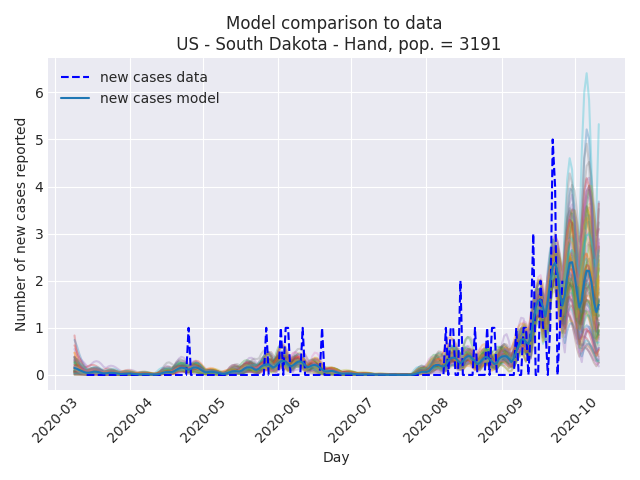 Model comparison to data
US - South Dakota - Hand, pop. = 3191
new cases data
new cases model
Number of new cases reported
6
5
4
3
2
1
0
2020-03
2020-04
2020-05
2020-06
2020-07
2020-08
2020-09
2020-10
Day